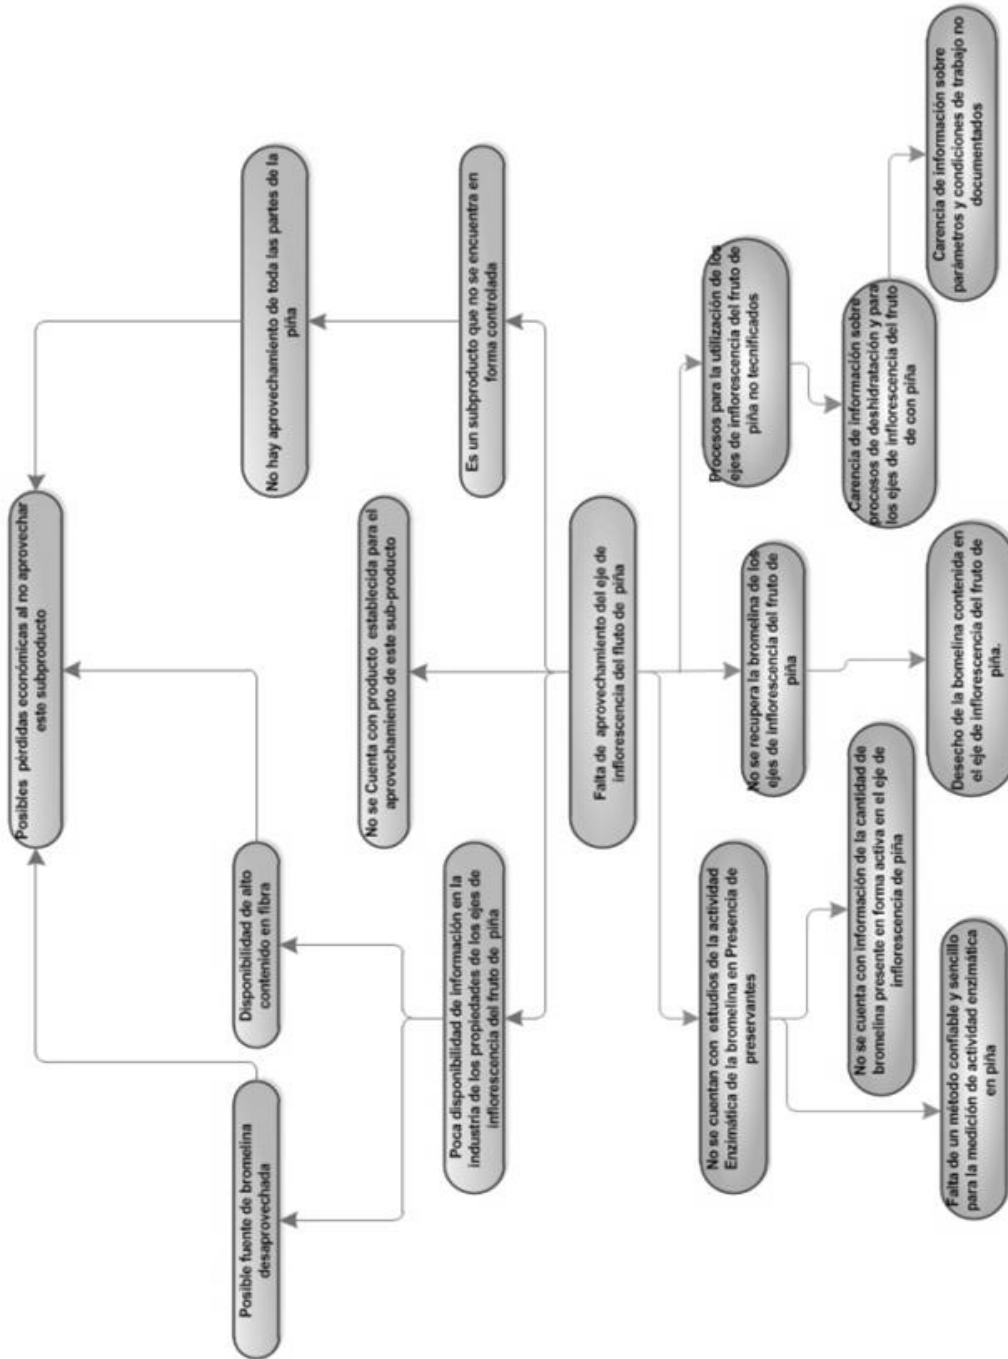 Posibles pérdidas económicas al no aprovechar
este subproducto
Posible fuente de bromelina
desaprovechada
Disponibilidad de alto
contenido en fibra
No hay aprovechamiento de toda las partes de la
piña
No se Cuenta con producto establecida para el
aprovechamiento de este sub-producto
Poca disponibilidad de información en la
industria de los propiedades de los ejes de
inflorescencia del fruto de piña
Es un subproducto que no se encuentra en
forma controlada
Falta de aprovechamiento del eje de
inflorescencia del fluto de piña
No se cuentan con estudios de la actividad
Enzimática de la bromelina en Presencia de
preservantes
No se recupera la bromelina de los
ejes de inflorescencia del fruto de
piña
Procesos para la utilización de los
ejes de inflorescencia del fruto de
piña no tecnificados
No se cuenta con información de la cantidad de
bromelina presente en forma activa en el eje de
inflorescencia de piña
Carencia de información sobre
procesos de deshidratación y para
los ejes de inflorescencia del fruto
de con piña
Falta de un método confiable y sencillo
para la medición de actividad enzimática
en piña
Desecho de la bomelina contenida en
el eje de inflorescencia del fruto de
piña.
Carencia de información sobre
parámetros y condiciones de trabajo no
documentados